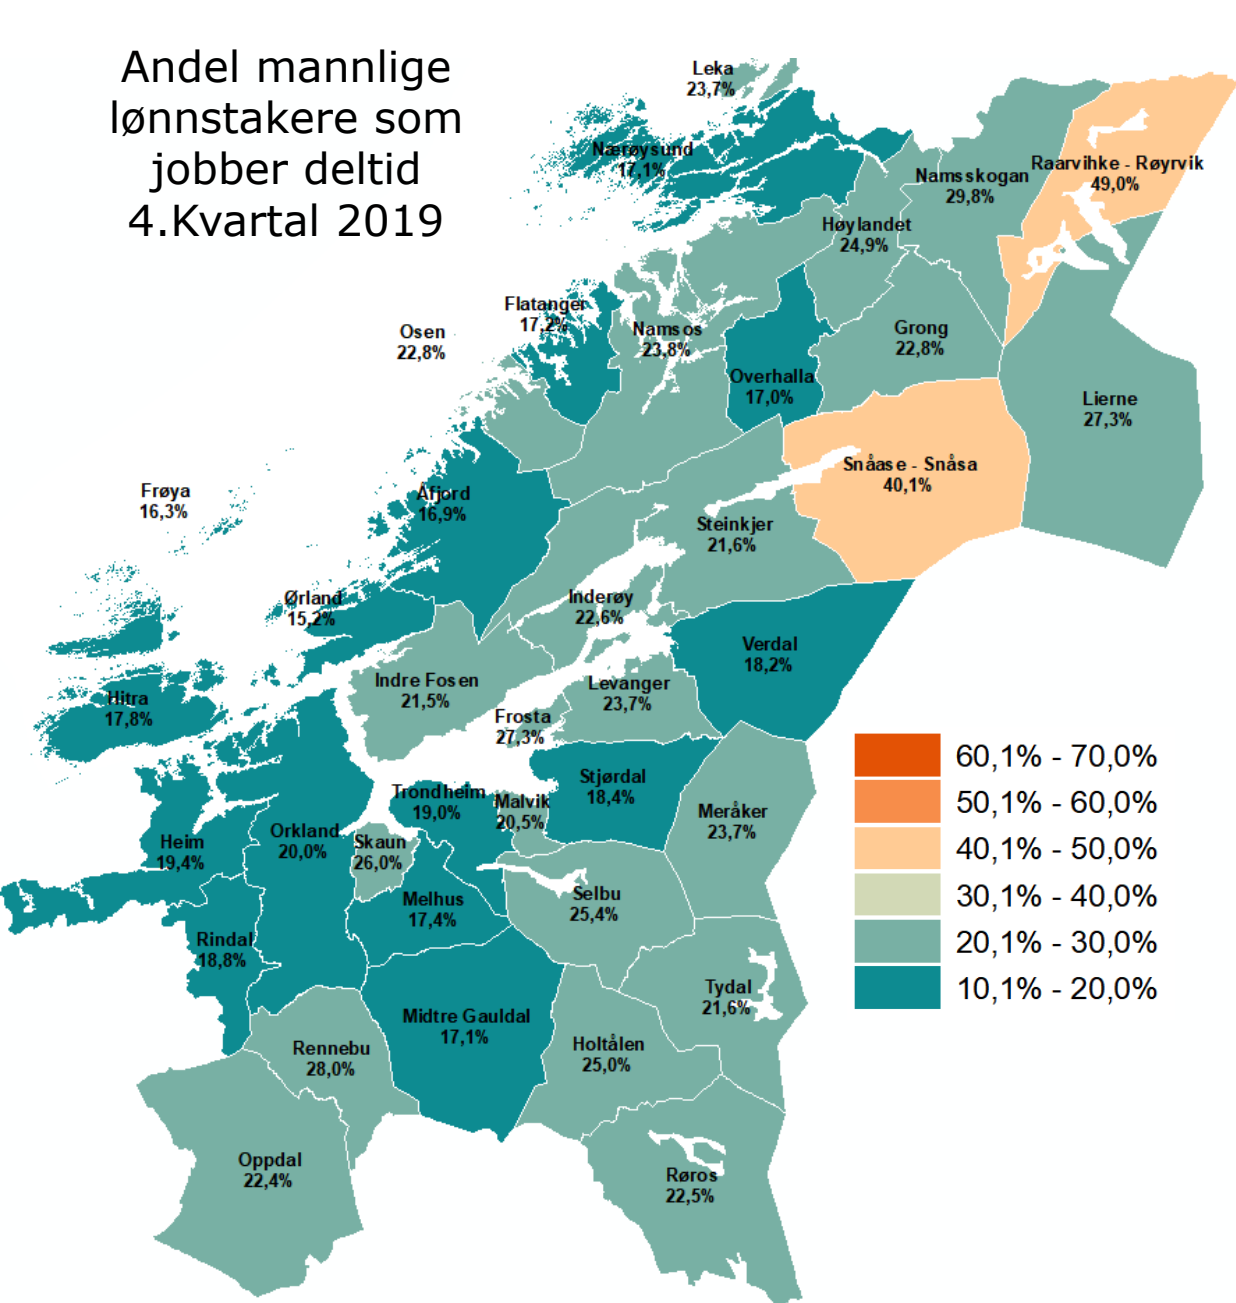 Andel mannlige
lønnstakere som
jobber deltid
4.Kvartal 2019
Leka
23,7%
Nærøysund
17,1%
Raarvihke - Røyrvik
49,0%
Namsskogan
29,8%
Høylandet
24,9%
Flatanger
17,2%
Osen
22,8%
Namsos
23,8%
Grong
22,8%
Overhalla
17,0%
Lierne
27,3%
Snåase - Snåsa
40,1%
Frøya
16,3%
Åfjord
16,9%
Steinkjer
21,6%
Ørland
15,2%
Inderøy
22,6%
Verdal
18,2%
Indre Fosen
21,5%
Levanger
23,7%
Hitra
17,8%
Frosta
27,3%
Stjørdal
18,4%
Trondheim
19,0%
Malvik
20,5%
Meråker
23,7%
Orkland
20,0%
Skaun
26,0%
Heim
19,4%
Melhus
17,4%
Selbu
25,4%
Rindal
18,8%
Tydal
21,6%
Midtre Gauldal
17,1%
Holtålen
25,0%
Rennebu
28,0%
Oppdal
22,4%
Røros
22,5%
60,1% - 70,0%
50,1% - 60,0%
40,1% - 50,0%
30,1% - 40,0%
20,1% - 30,0%
10,1% - 20,0%